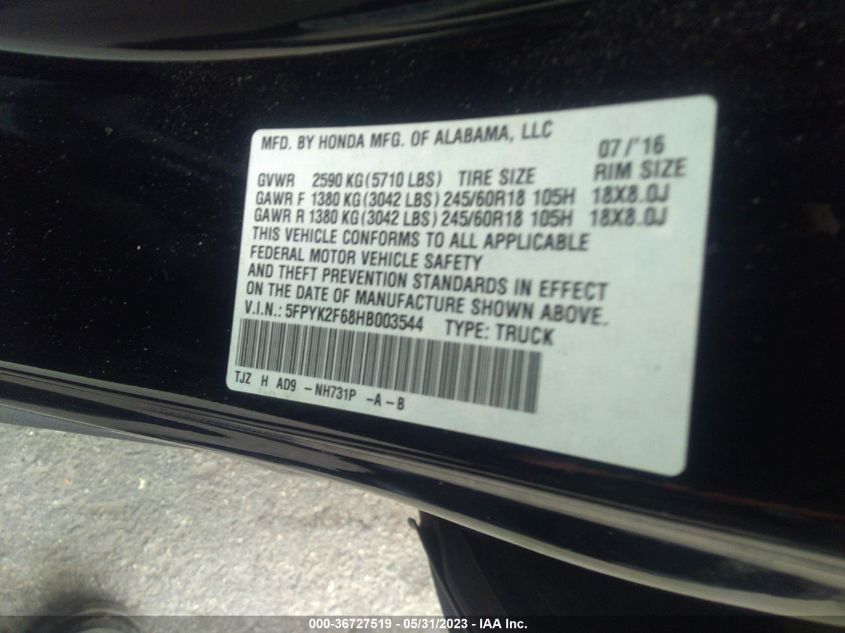 MFD. BY HONDA MFG. OF ALABAMA, LLC 07/'16
GVWR 2590 KG (5710 LBS) TIRE SIZE RIM SIZE
GAWR F 1380 KG (3042 LBS) 245/60R18 105H 18X8.0J
GAWR R 1380 KG (3042 LBS) 245/60R18 105H 18X8.0J
THIS VEHICLE CONFORMS TO ALL APPLICABLE
FEDERAL MOTOR VEHICLE SAFETY
AND THEFT PREVENTION STANDARDS IN EFFECT
ON THE DATE OF MANUFACTURE SHOWN ABOVE.
V.I.N.: 5FPYK2F68HB003544 TYPE: TRUCK
TJZ H AD9 - NH731P - A - B
000-36727519 - 05/31/2023 - IAA Inc.